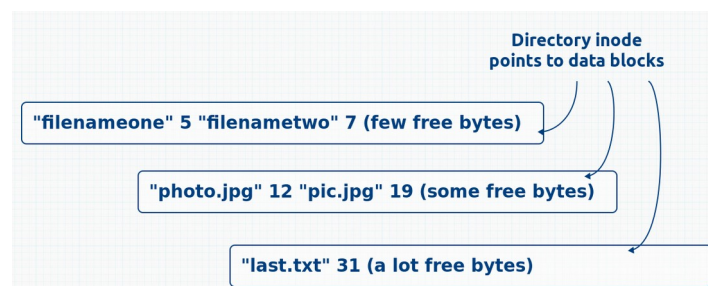 Directory inode
points to data blocks
"filenameone" 5 "filenametwo" 7 (few free bytes)
"photo.jpg" 12 "pic.jpg" 19 (some free bytes)
"last.txt" 31 (a lot free bytes)